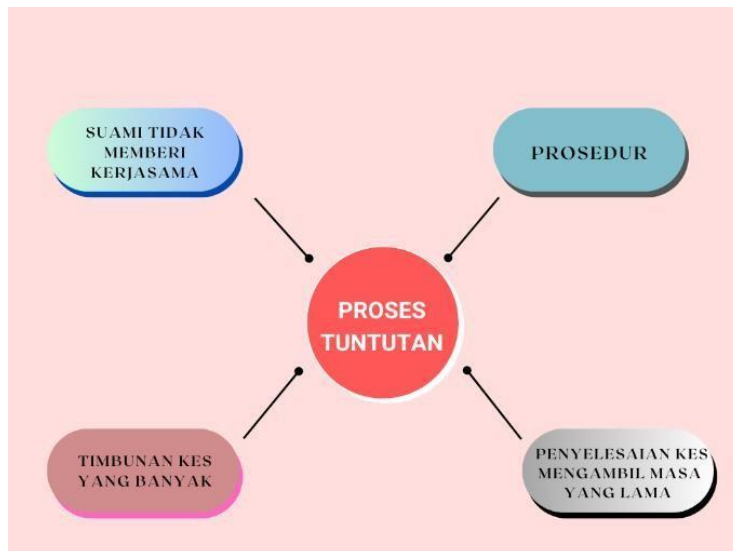 SUAMI TIDAK
MEMBERI
KERJASAMA
PROSEDUR
PROSES
TUNTUTAN
TIMBUNAN KES
YANG BANYAK
PENYELESAIAN KES
MENGAMBIL MASA
YANG LAMA